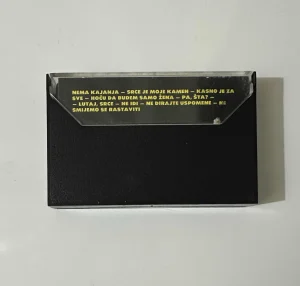 NEMA KAJANJA — SRCE JE MOJE KAMEN — KASNO JE ZA
SVE — HOĆU DA BUDEM SAMO ŽENA — PA, ŠTA? —
— LUTAJ, SRCE — NE IDI — NE DIRAJTE USPOMENE — NE
SMIJEMO SE RASTAVITI